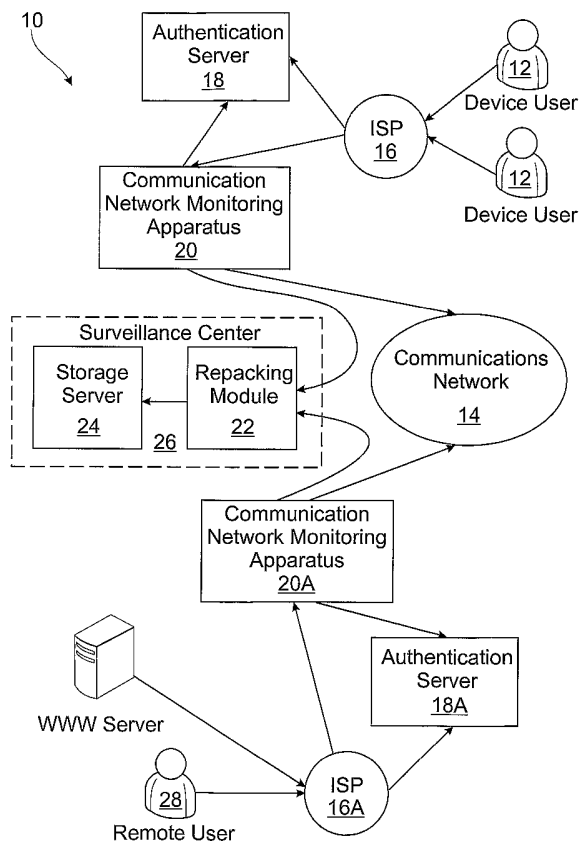 10
Authentication
Server
18
12
Device User
ISP
16
12
Device User
Communication
Network Monitoring
Apparatus
20
Surveillance Center
Storage
Server
24
26
Repacking
Module
22
Communications
Network
14
Communication
Network Monitoring
Apparatus
20A
WWW Server
Authentication
Server
18A
28
Remote User
ISP
16A